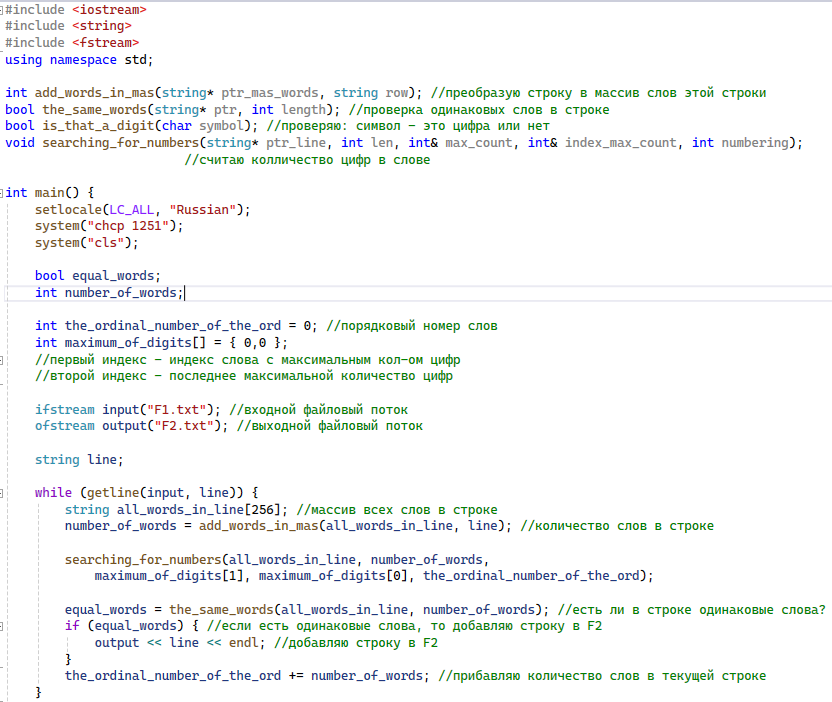 #include <iostream>
#include <string>
#include <fstream>
using namespace std;

int add_words_in_mas(string* ptr_mas_words, string row); //преобразую строку в массив слов этой строки
bool the_same_words(string* ptr, int length); //проверка одинаковых слов в строке
bool is_that_a_digit(char symbol); //проверяю: символ - это цифра или нет
void searching_for_numbers(string* ptr_line, int len, int& max_count, int& index_max_count, int numbering);
                        //считаю колличество цифр в слове

int main() {
    setlocale(LC_ALL, "Russian");
    system("chcp 1251");
    system("cls");

    bool equal_words;
    int number_of_words;

    int the_ordinal_number_of_the_ord = 0; //порядковый номер слов
    int maximum_of_digits[] = { 0,0 };
    //первый индекс - индекс слова с максимальным кол-ом цифр
    //второй индекс - последнее максимальной количество цифр

    ifstream input("F1.txt"); //входной файловый поток
    ofstream output("F2.txt"); //выходной файловый поток

    string line;

    while (getline(input, line)) {
        string all_words_in_line[256]; //массив всех слов в строке
        number_of_words = add_words_in_mas(all_words_in_line, line); //количество слов в строке

        searching_for_numbers(all_words_in_line, number_of_words,
            maximum_of_digits[1], maximum_of_digits[0], the_ordinal_number_of_the_ord);

        equal_words = the_same_words(all_words_in_line, number_of_words); //есть ли в строке одинаковые слова?
        if (equal_words) { //если есть одинаковые слова, то добавляю строку в F2
            output << line << endl; //добавляю строку в F2
        }
        the_ordinal_number_of_the_ord += number_of_words; //прибавляю количество слов в текущей строке
    }